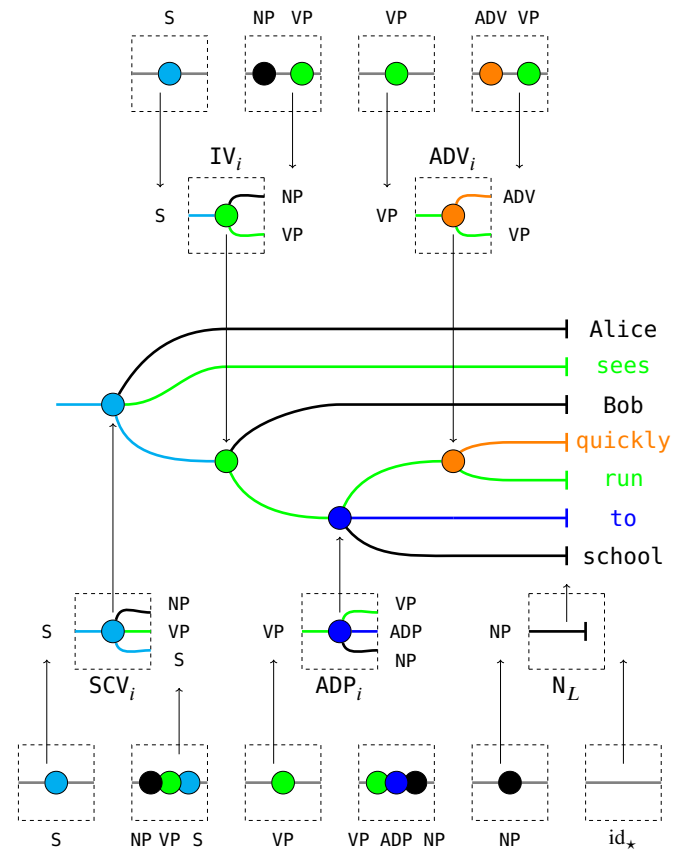 S NP VP VP ADV VP
IV_i ADV_i
S NP VP VP ADV VP
Alice
sees
Bob
quickly
run
to
school
S NP VP S VP VP ADP NP NP
SCV_i ADP_i N_L
S NP VP S VP VP ADP NP NP id⋆